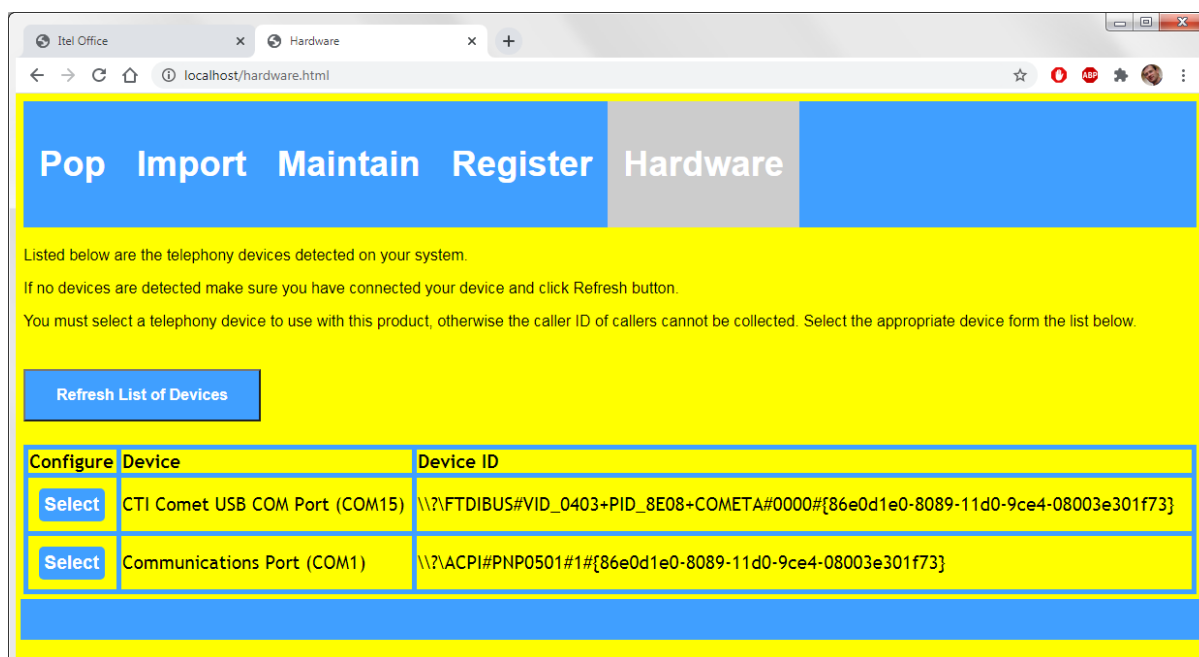 Itel Office
Hardware
localhost/hardware.html
ABP
Pop Import Maintain Register Hardware
Listed below are the telephony devices detected on your system.
If no devices are detected make sure you have connected your device and click Refresh button.
You must select a telephony device to use with this product, otherwise the caller ID of callers cannot be collected. Select the appropriate device form the list below.
Refresh List of Devices
Configure Device Device ID
Select CTI Comet USB COM Port (COM15) \\?\FTDIBUS#VID_0403+PID_8E08+COMETA#0000#{86e0d1e0-8089-11d0-9ce4-08003e301f73}
Select Communications Port (COM1) \\?\ACPI#PNP0501#1#{86e0d1e0-8089-11d0-9ce4-08003e301f73}